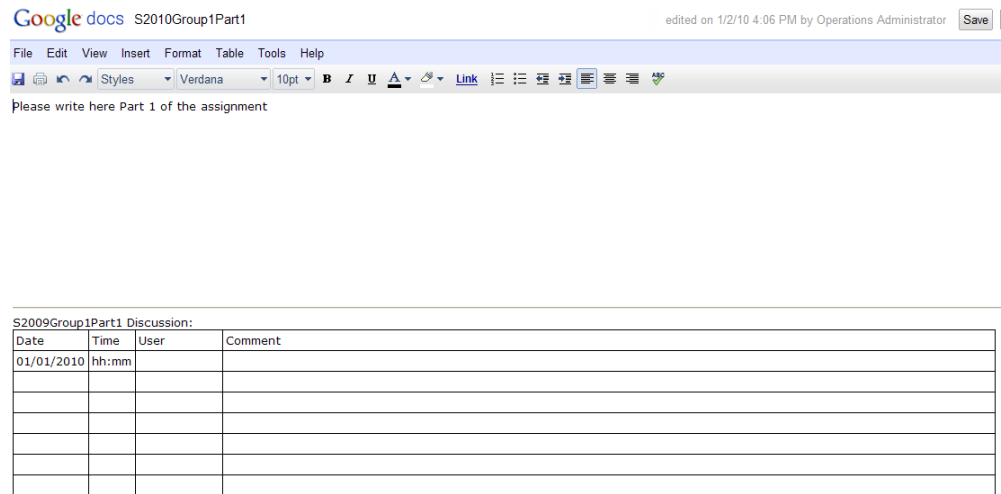 Google docs S2010Group1Part1 edited on 1/2/10 4:06 PM by Operations Administrator Save
File Edit View Insert Format Table Tools Help
Styles Verdana 10pt B I U A Link ABC
Please write here Part 1 of the assignment
S2009Group1Part1 Discussion:
Date Time User Comment
01/01/2010 hh:mm